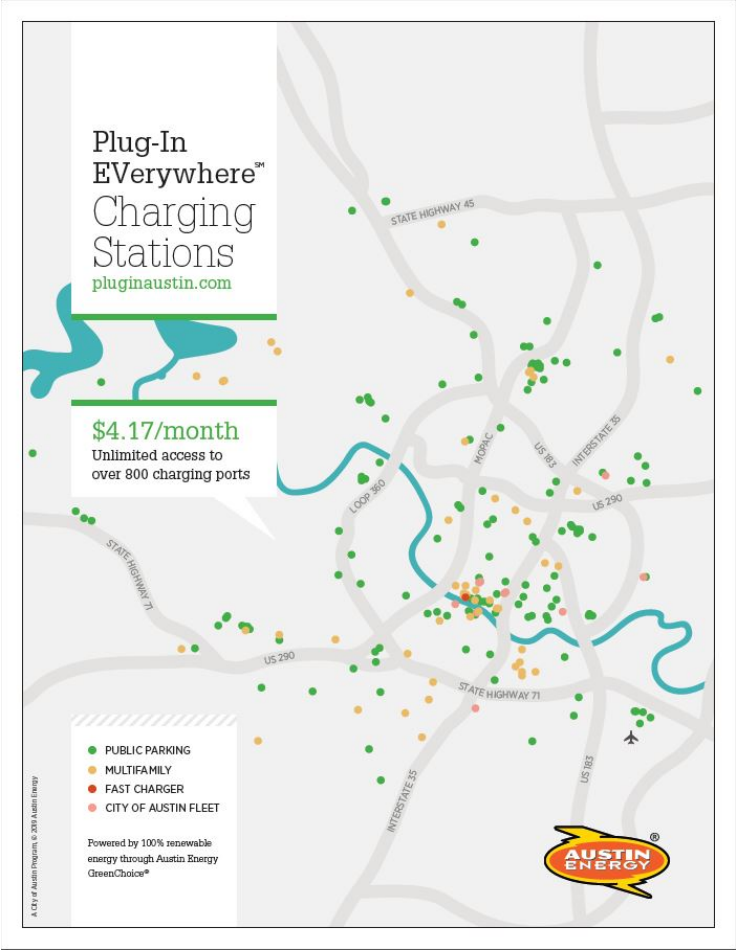 Plug-In
EVerywhere℠
Charging
Stations
pluginaustin.com
$4.17/month
Unlimited access to
over 800 charging ports
STATE HIGHWAY 45
MOPAC
US 183
INTERSTATE 35
US 290
LOOP 360
STATE HIGHWAY 71
US 290
STATE HIGHWAY 71
INTERSTATE 35
US 183
PUBLIC PARKING
MULTIFAMILY
FAST CHARGER
CITY OF AUSTIN FLEET
Powered by 100% renewable
energy through Austin Energy
GreenChoice®
A City of Austin Program, © 2019 Austin Energy
AUSTIN
ENERGY
®